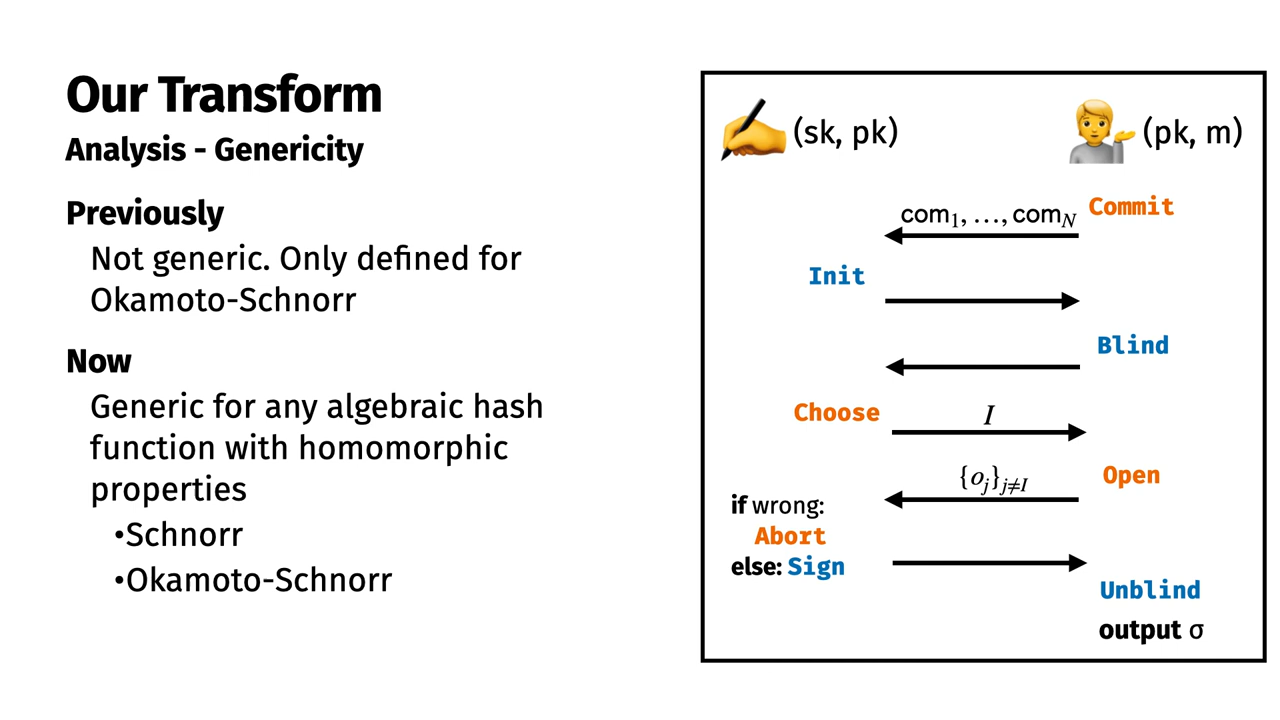 Our Transform
Analysis - Genericity
Previously
Not generic. Only defined for
Okamoto-Schnorr
Now
Generic for any algebraic hash
function with homomorphic
properties
•Schnorr
•Okamoto-Schnorr
(sk, pk)
(pk, m)
com₁, …, com_N
Commit
Init
Blind
Choose
I
{o_j}_{j≠I}
Open
if wrong:
Abort
else: Sign
Unblind
output σ